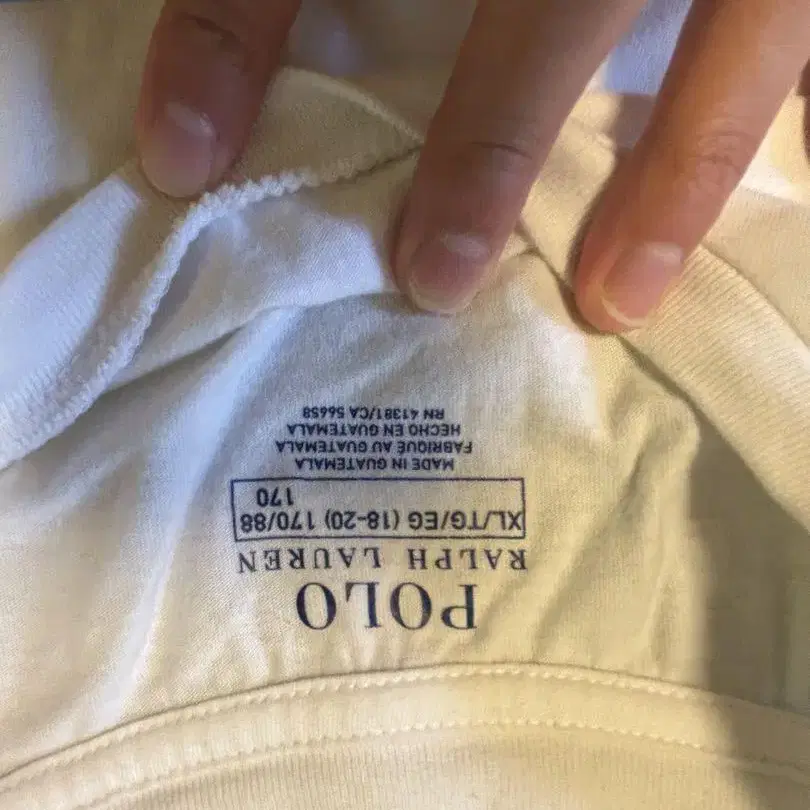 POLO
RALPH LAUREN
XL/TG/EG (18-20) 170/88
170
MADE IN GUATEMALA
FABRIQUÉ AU GUATEMALA
HECHO EN GUATEMALA
RN 41381/CA 56658